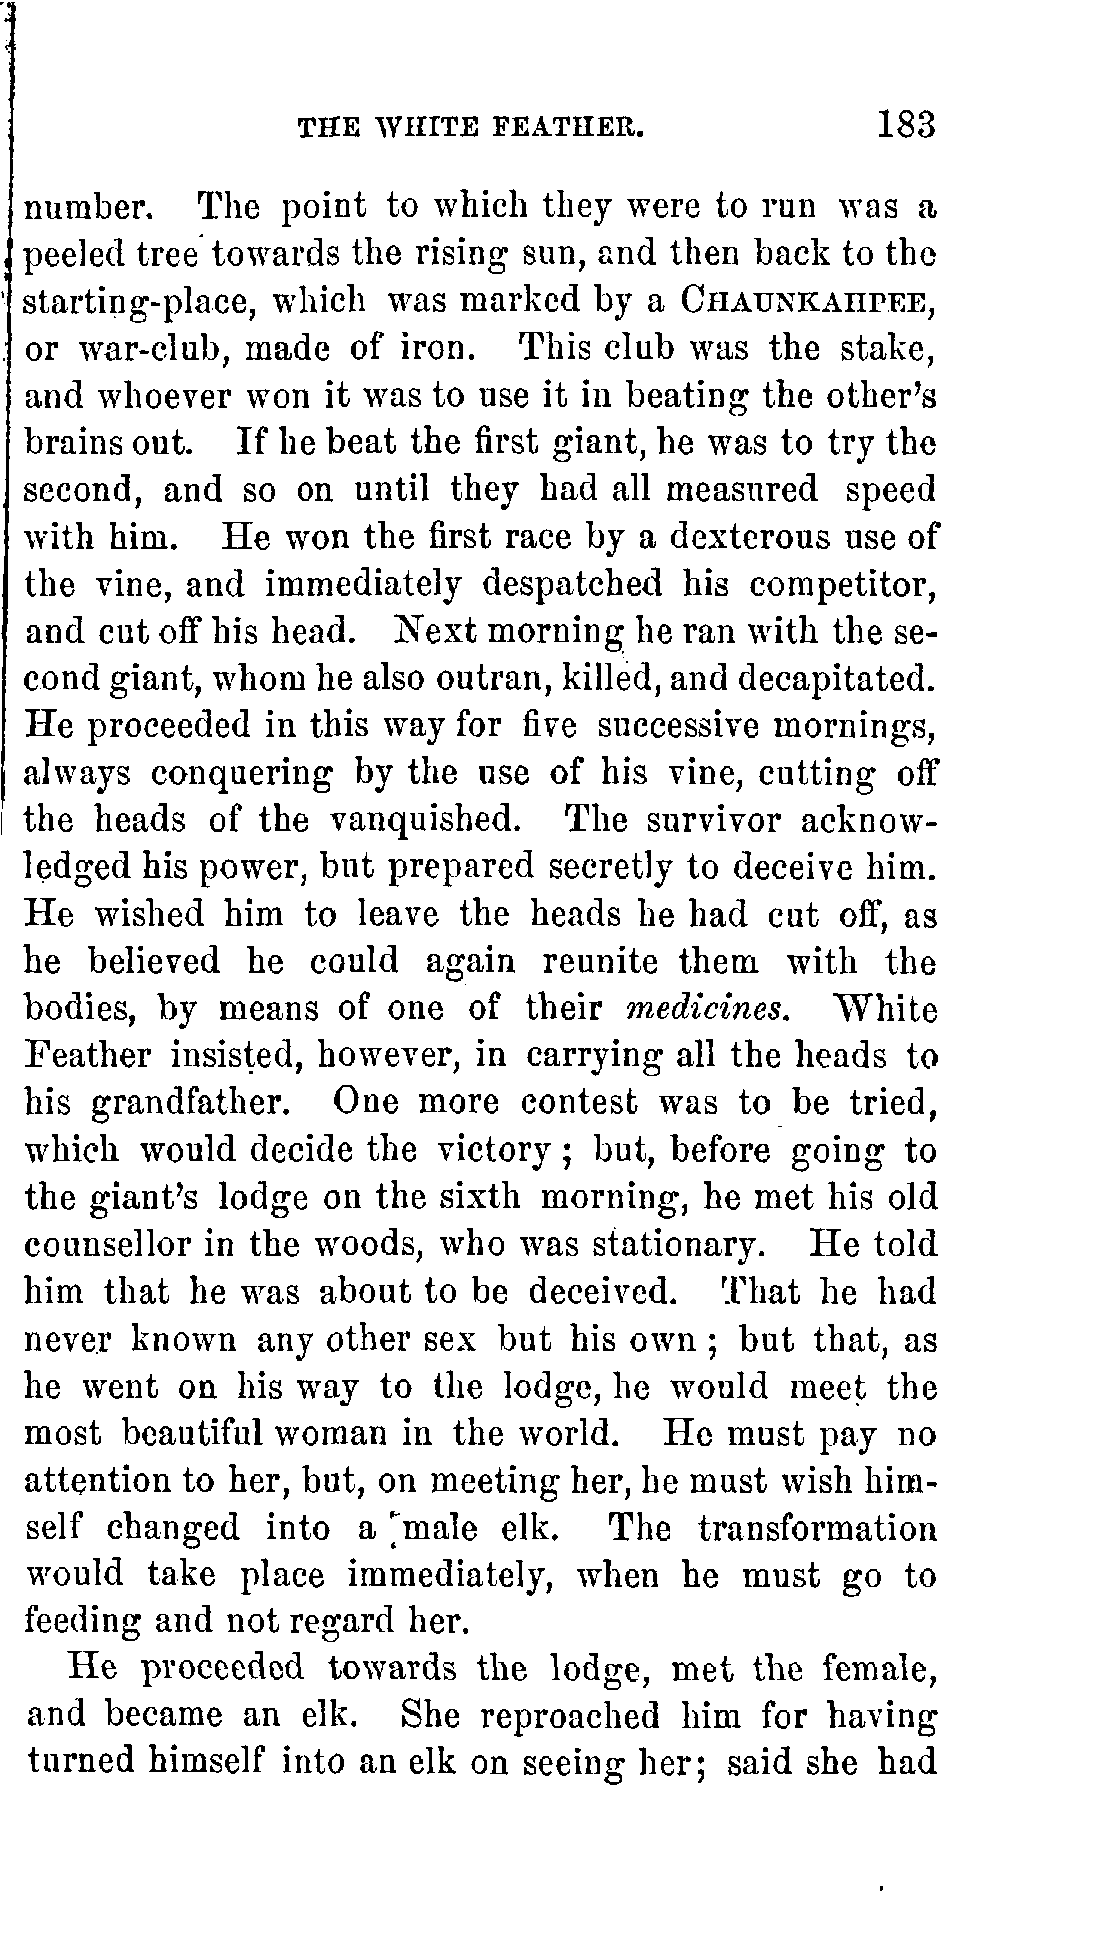 THE WHITE FEATHER. 183
number. The point to which they were to run was a
peeled tree towards the rising sun, and then back to the
starting-place, which was marked by a CHAUNKAHPEE,
or war-club, made of iron. This club was the stake,
and whoever won it was to use it in beating the other's
brains out. If he beat the first giant, he was to try the
second, and so on until they had all measured speed
with him. He won the first race by a dexterous use of
the vine, and immediately despatched his competitor,
and cut off his head. Next morning he ran with the se-
cond giant, whom he also outran, killed, and decapitated.
He proceeded in this way for five successive mornings,
always conquering by the use of his vine, cutting off
the heads of the vanquished. The survivor acknow-
ledged his power, but prepared secretly to deceive him.
He wished him to leave the heads he had cut off, as
he believed he could again reunite them with the
bodies, by means of one of their medicines. White
Feather insisted, however, in carrying all the heads to
his grandfather. One more contest was to be tried,
which would decide the victory; but, before going to
the giant's lodge on the sixth morning, he met his old
counsellor in the woods, who was stationary. He told
him that he was about to be deceived. That he had
never known any other sex but his own; but that, as
he went on his way to the lodge, he would meet the
most beautiful woman in the world. He must pay no
attention to her, but, on meeting her, he must wish him-
self changed into a male elk. The transformation
would take place immediately, when he must go to
feeding and not regard her.
He proceeded towards the lodge, met the female,
and became an elk. She reproached him for having
turned himself into an elk on seeing her; said she had